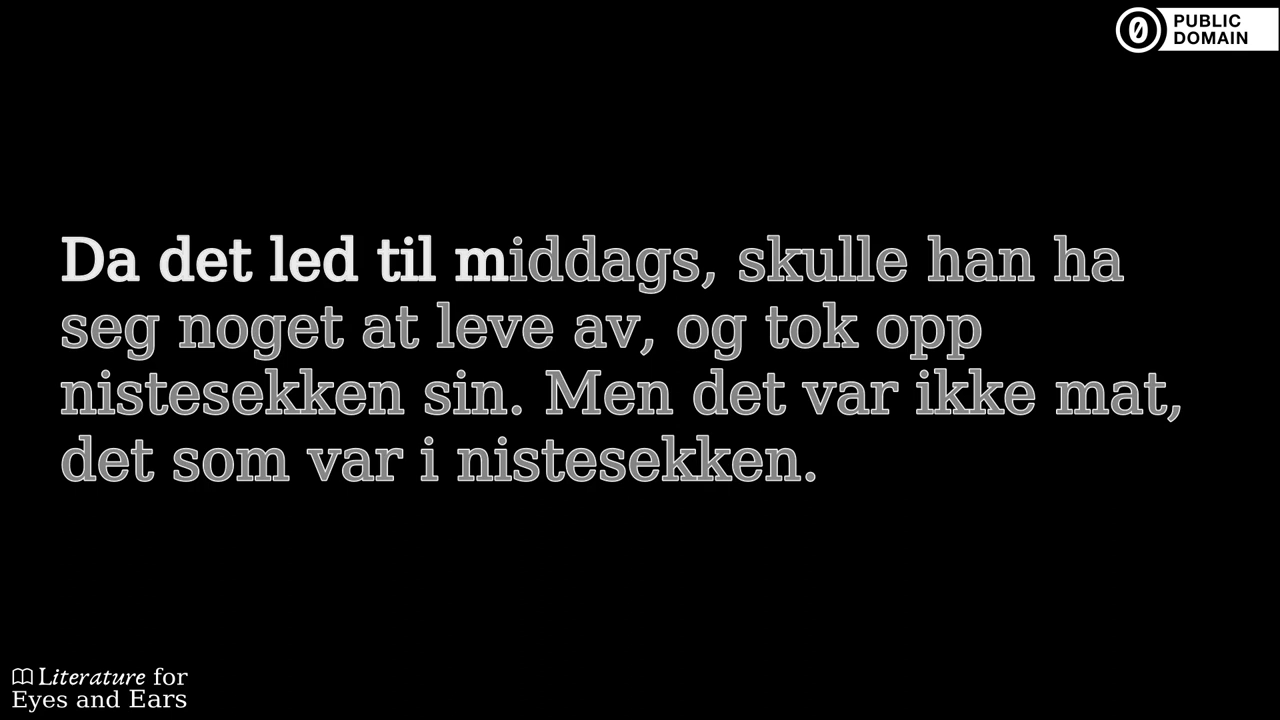 PUBLIC
DOMAIN
Da det led til middags, skulle han ha
seg noget at leve av, og tok opp
nistesekken sin. Men det var ikke mat,
det som var i nistesekken.
Literature for
Eyes and Ears